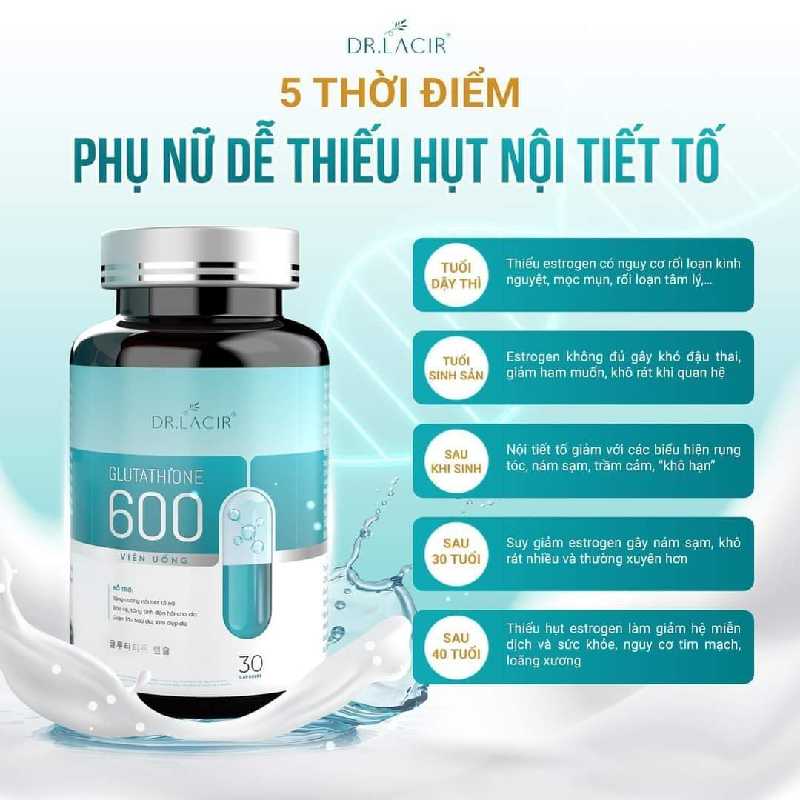 DR.LACIR
5 THỜI ĐIỂM
PHỤ NỮ DỄ THIẾU HỤT NỘI TIẾT TỐ
TUỔI
DẬY THÌ
Thiếu estrogen có nguy cơ rối loạn kinh
nguyệt, mọc mụn, rối loạn tâm lý,...
TUỔI
SINH SẢN
Estrogen không đủ gây khó đậu thai,
giảm ham muốn, khô rát khi quan hệ
SAU
KHI SINH
Nội tiết tố giảm với các biểu hiện rụng
tóc, nám sạm, trầm cảm, "khô hạn"
SAU
30 TUỔI
Suy giảm estrogen gây nám sạm, khô
rát nhiều và thường xuyên hơn
SAU
40 TUỔI
Thiếu hụt estrogen làm giảm hệ miễn
dịch và sức khỏe, nguy cơ tim mạch,
loãng xương
DR.LACIR
GLUTATHIONE
600
VIÊN UỐNG
HỖ TRỢ:
30